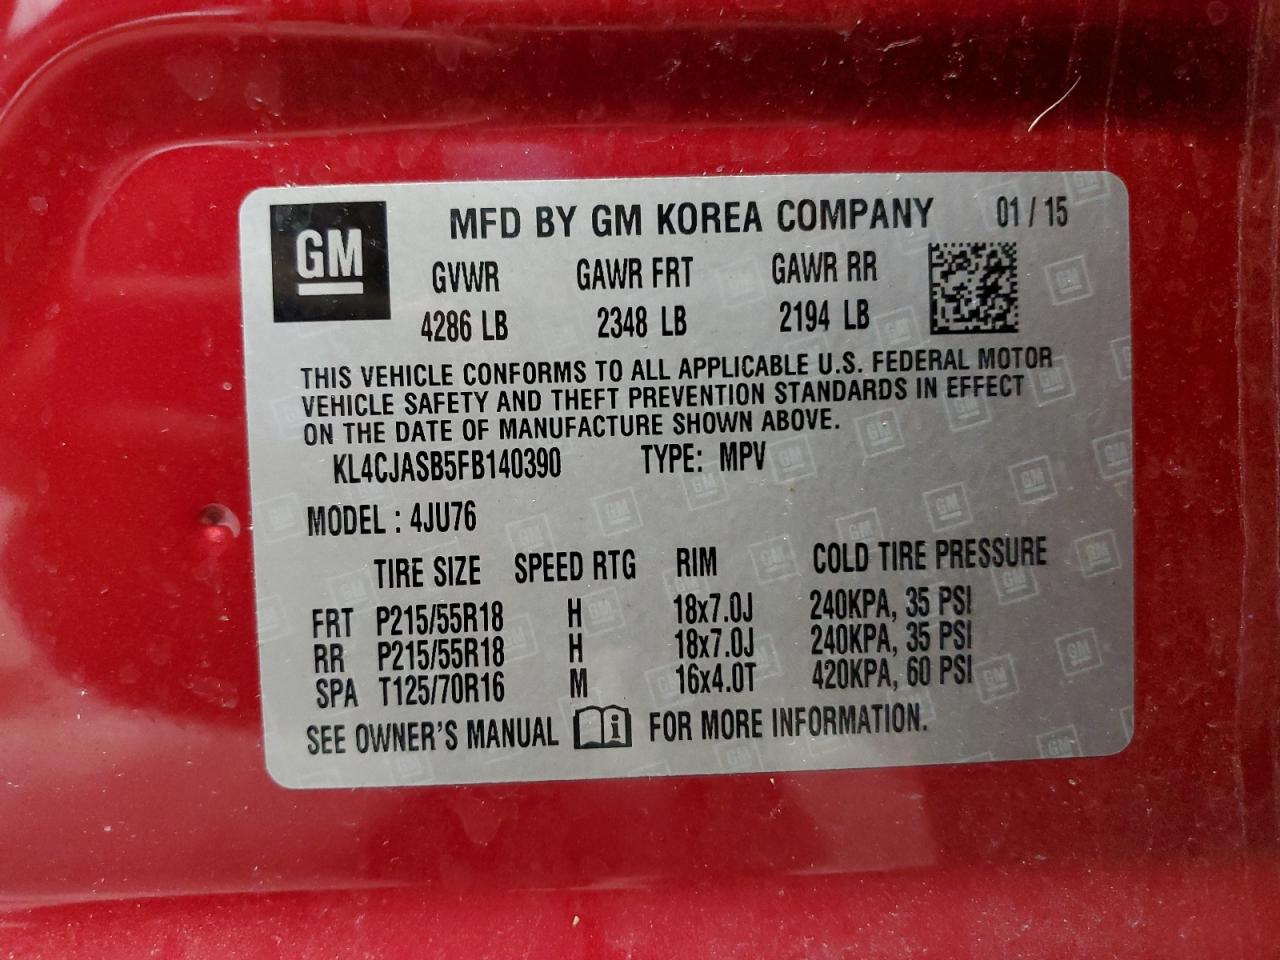 GM
MFD BY GM KOREA COMPANY 01 / 15
GVWR GAWR FRT GAWR RR
4286 LB 2348 LB 2194 LB
THIS VEHICLE CONFORMS TO ALL APPLICABLE U.S. FEDERAL MOTOR
VEHICLE SAFETY AND THEFT PREVENTION STANDARDS IN EFFECT
ON THE DATE OF MANUFACTURE SHOWN ABOVE.
KL4CJASB5FB140390 TYPE: MPV
MODEL : 4JU76
TIRE SIZE SPEED RTG RIM COLD TIRE PRESSURE
FRT P215/55R18 H 18x7.0J 240KPA, 35 PSI
RR P215/55R18 H 18x7.0J 240KPA, 35 PSI
SPA T125/70R16 M 16x4.0T 420KPA, 60 PSI
SEE OWNER'S MANUAL i FOR MORE INFORMATION.